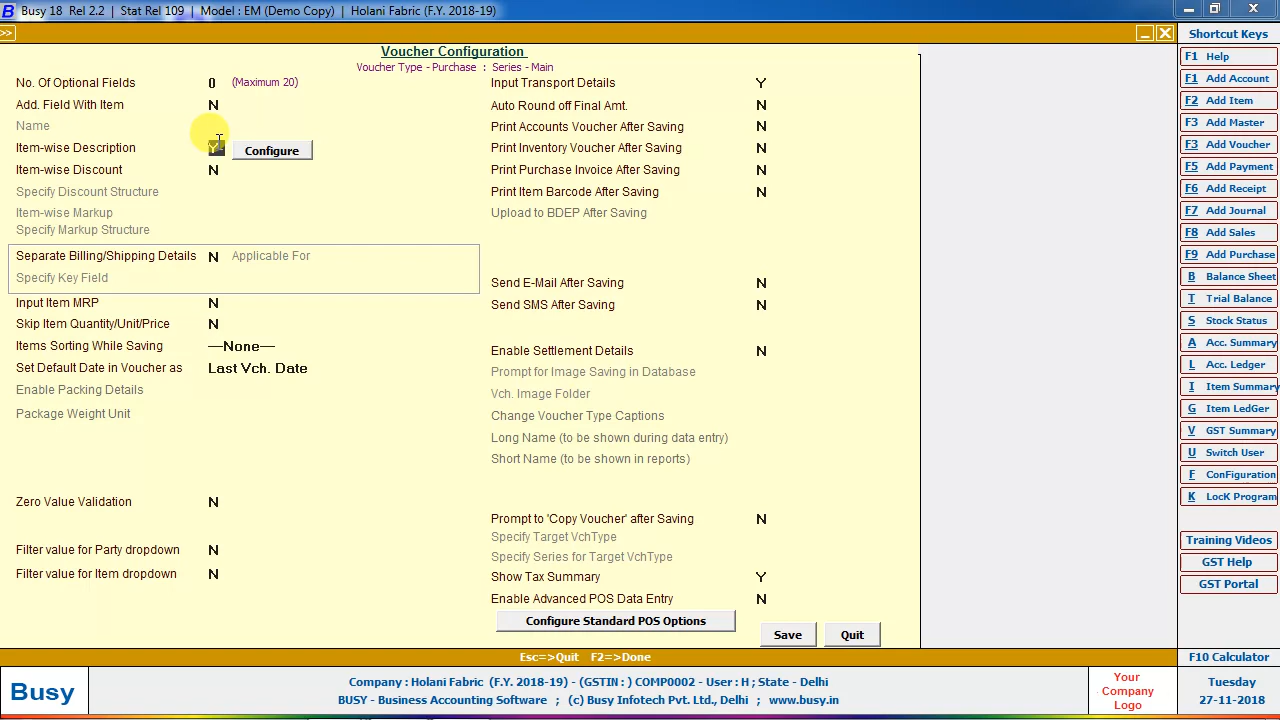 Busy 18 Rel 2.2 | Stat Rel 109 | Model : EM (Demo Copy) | Holani Fabric (F.Y. 2018-19)
>>
Voucher Configuration
Voucher Type - Purchase : Series - Main
No. Of Optional Fields 0 (Maximum 20)
Add. Field With Item N
Name
Item-wise Description Y Configure
Item-wise Discount N
Specify Discount Structure
Item-wise Markup
Specify Markup Structure
Separate Billing/Shipping Details N Applicable For
Specify Key Field
Input Item MRP N
Skip Item Quantity/Unit/Price N
Items Sorting While Saving —None—
Set Default Date in Voucher as Last Vch. Date
Enable Packing Details
Package Weight Unit
Zero Value Validation N
Filter value for Party dropdown N
Filter value for Item dropdown N
Input Transport Details Y
Auto Round off Final Amt. N
Print Accounts Voucher After Saving N
Print Inventory Voucher After Saving N
Print Purchase Invoice After Saving N
Print Item Barcode After Saving N
Upload to BDEP After Saving
Send E-Mail After Saving N
Send SMS After Saving N
Enable Settlement Details N
Prompt for Image Saving in Database
Vch. Image Folder
Change Voucher Type Captions
Long Name (to be shown during data entry)
Short Name (to be shown in reports)
Prompt to 'Copy Voucher' after Saving N
Specify Target VchType
Specify Series for Target VchType
Show Tax Summary Y
Enable Advanced POS Data Entry N
Configure Standard POS Options
Save Quit
Esc=>Quit F2=>Done
Shortcut Keys
F1 Help
F1 Add Account
F2 Add Item
F3 Add Master
F3 Add Voucher
F5 Add Payment
F6 Add Receipt
F7 Add Journal
F8 Add Sales
F9 Add Purchase
B Balance Sheet
T Trial Balance
S Stock Status
A Acc. Summary
L Acc. Ledger
I Item Summary
G Item LedGer
V GST Summary
U Switch User
F ConFiguration
K LocK Program
Training Videos
GST Help
GST Portal
F10 Calculator
Busy
Company : Holani Fabric (F.Y. 2018-19) - (GSTIN : ) COMP0002 - User : H ; State - Delhi
BUSY - Business Accounting Software ; (c) Busy Infotech Pvt. Ltd., Delhi ; www.busy.in
Your
Company
Logo
Tuesday
27-11-2018